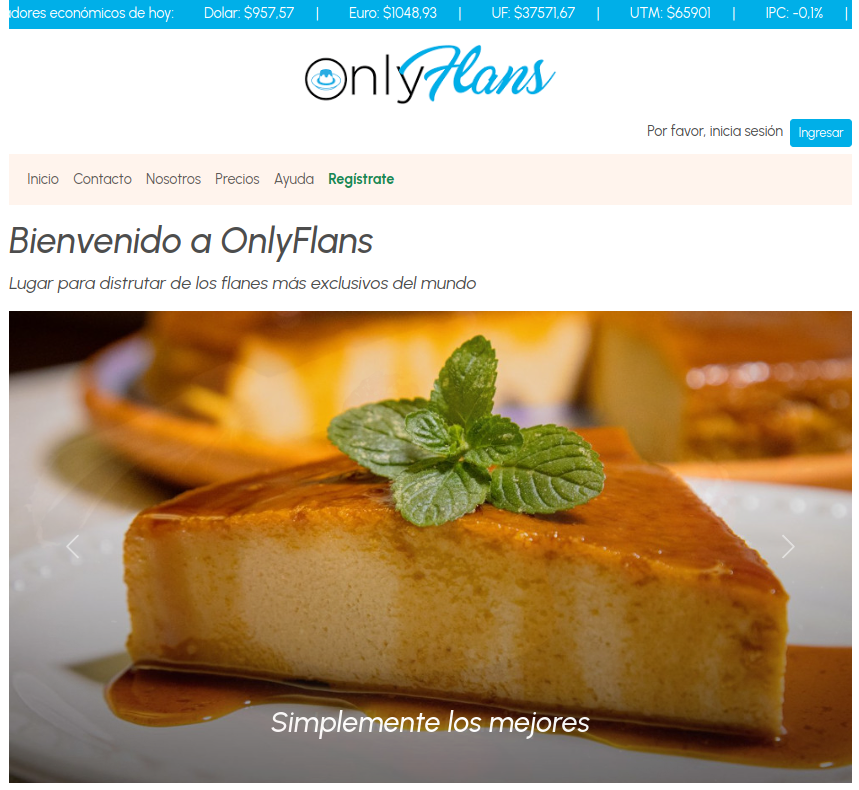 adores económicos de hoy: Dolar: $957,57 | Euro: $1048,93 | UF: $37571,67 | UTM: $65901 | IPC: -0,1% |
OnlyFlans
Por favor, inicia sesión Ingresar
Inicio Contacto Nosotros Precios Ayuda Regístrate
Bienvenido a OnlyFlans
Lugar para distrutar de los flanes más exclusivos del mundo
Simplemente los mejores